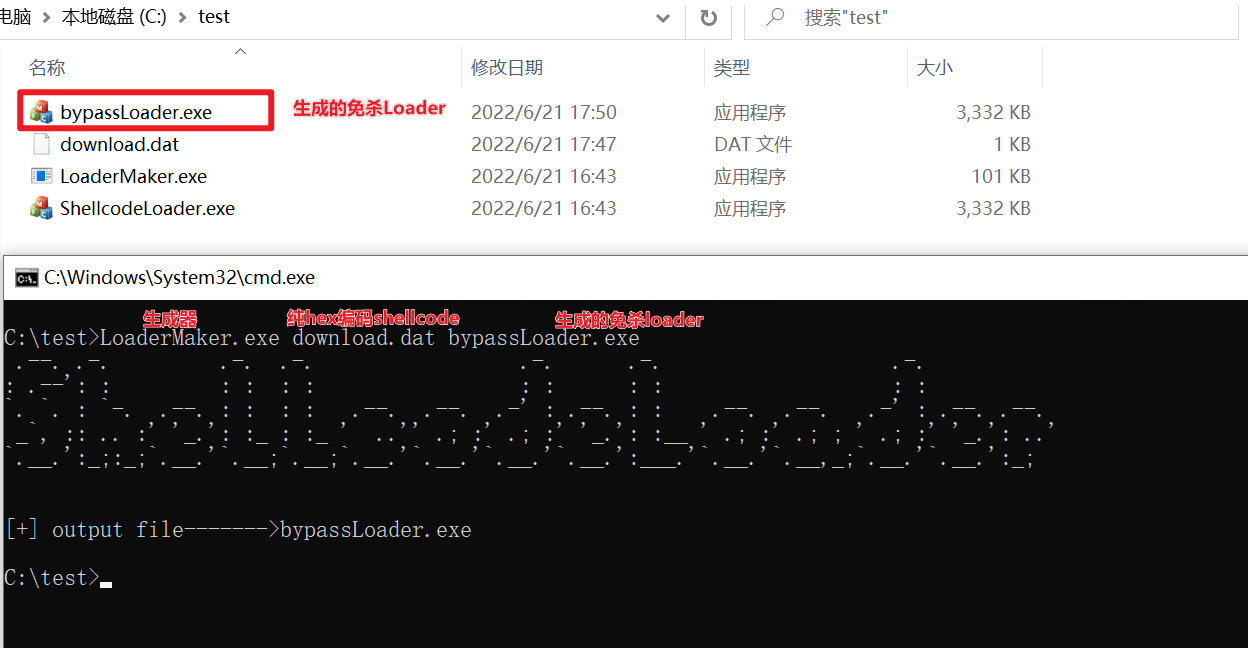 电脑 > 本地磁盘 (C:) > test
搜索"test"
名称 修改日期 类型 大小
bypassLoader.exe 生成的免杀Loader 2022/6/21 17:50 应用程序 3,332 KB
download.dat 2022/6/21 17:47 DAT 文件 1 KB
LoaderMaker.exe 2022/6/21 16:43 应用程序 101 KB
ShellcodeLoader.exe 2022/6/21 16:43 应用程序 3,332 KB
C:\Windows\System32\cmd.exe
生成器 纯hex编码shellcode 生成的免杀loader
C:\test>LoaderMaker.exe download.dat bypassLoader.exe
ShellcodeLoader
[+] output file------->bypassLoader.exe
C:\test>